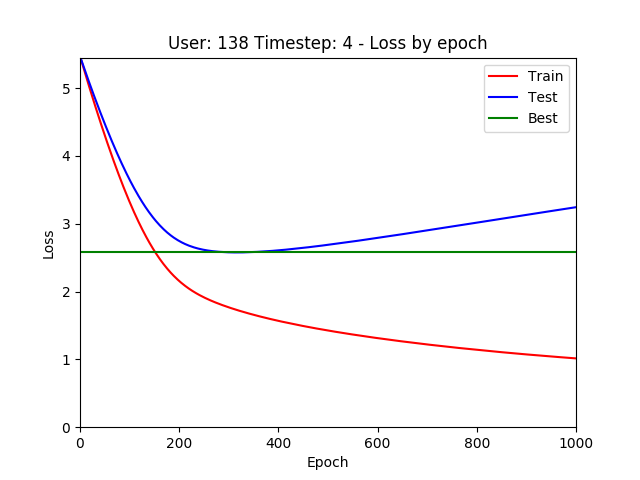 User: 138 Timestep: 4 - Loss by epoch
Train
Test
Best
Loss
5
4
3
2
1
0
0 200 400 600 800 1000
Epoch